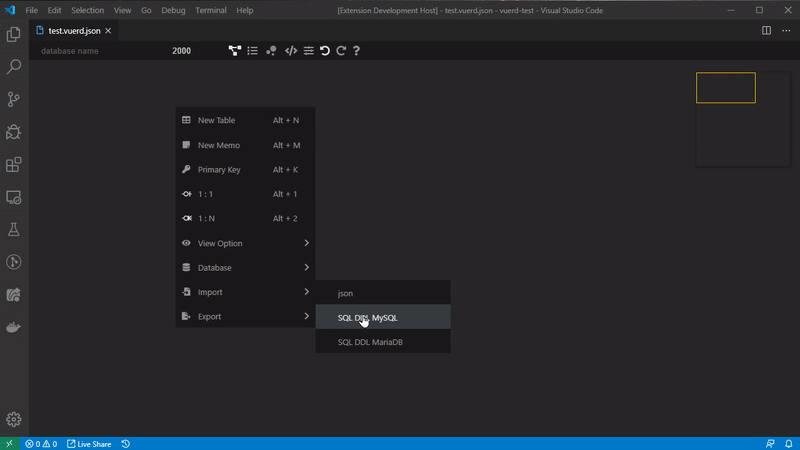 File Edit Selection View Go Debug Terminal Help [Extension Development Host] - test.vuerd.json - vuerd-test - Visual Studio Code
test.vuerd.json
database name 2000
New Table Alt + N
New Memo Alt + M
Primary Key Alt + K
1 : 1 Alt + 1
1 : N Alt + 2
View Option
Database
Import
Export
json
SQL DDL MySQL
SQL DDL MariaDB
0 0 Live Share